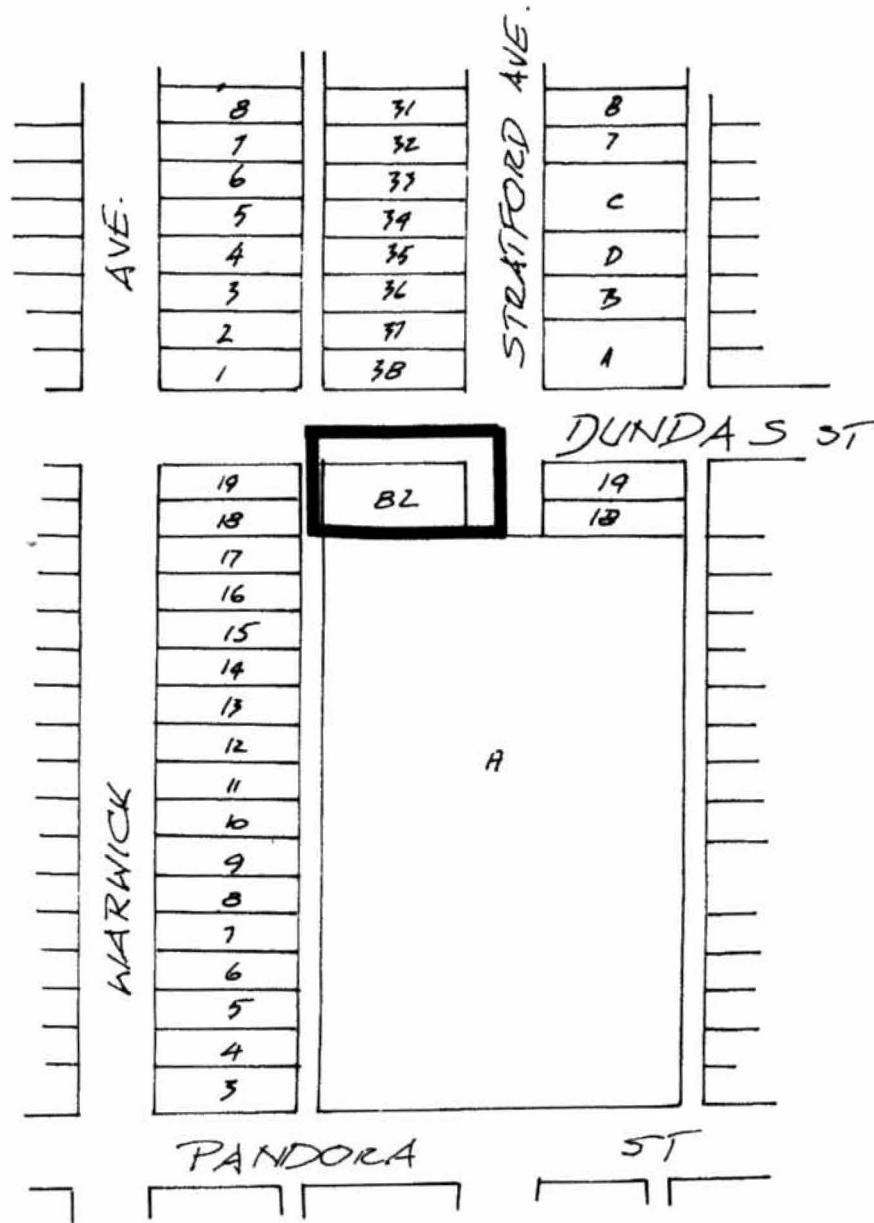 STRATFORD AVE.
AVE.
8 31 8
7 32 7
6 33 C
5 34
4 35 D
3 36 B
2 37 A
1 38
DUNDAS ST
19 B2 19
18 18
17
16
15
14
13
12
11
10
9
8
7
6
5
4
3
A
WARWICK
PANDORA ST